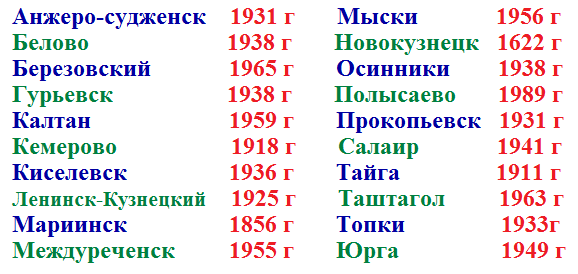 Анжеро-судженск 1931 г Мыски 1956 г
Белово 1938 г Новокузнецк 1622 г
Березовский 1965 г Осинники 1938 г
Гурьевск 1938 г Полысаево 1989 г
Калтан 1959 г Прокопьевск 1931 г
Кемерово 1918 г Салаир 1941 г
Киселевск 1936 г Тайга 1911 г
Ленинск-Кузнецкий 1925 г Таштагол 1963 г
Мариинск 1856 г Топки 1933г
Междуреченск 1955 г Юрга 1949 г